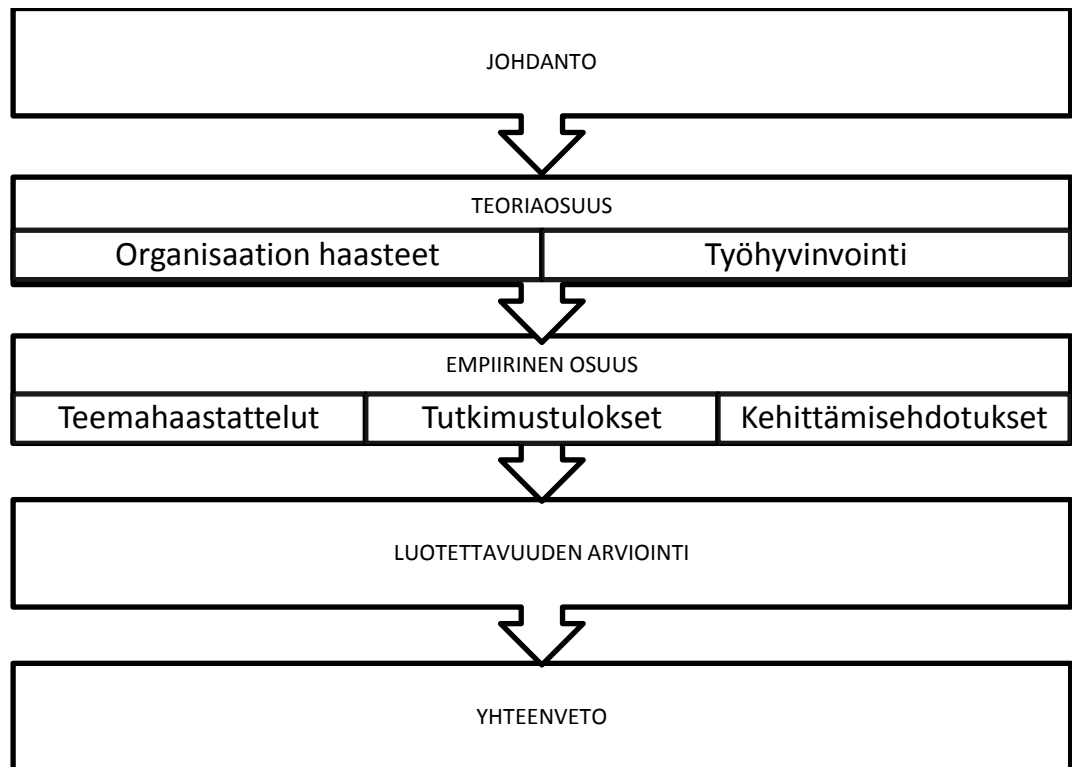 JOHDANTO
TEORIAOSUUS
Organisaation haasteet
Työhyvinvointi
EMPIIRINEN OSUUS
Teemahaastattelut
Tutkimustulokset
Kehittämisehdotukset
LUOTETTAVUUDEN ARVIOINTI
YHTEENVETO